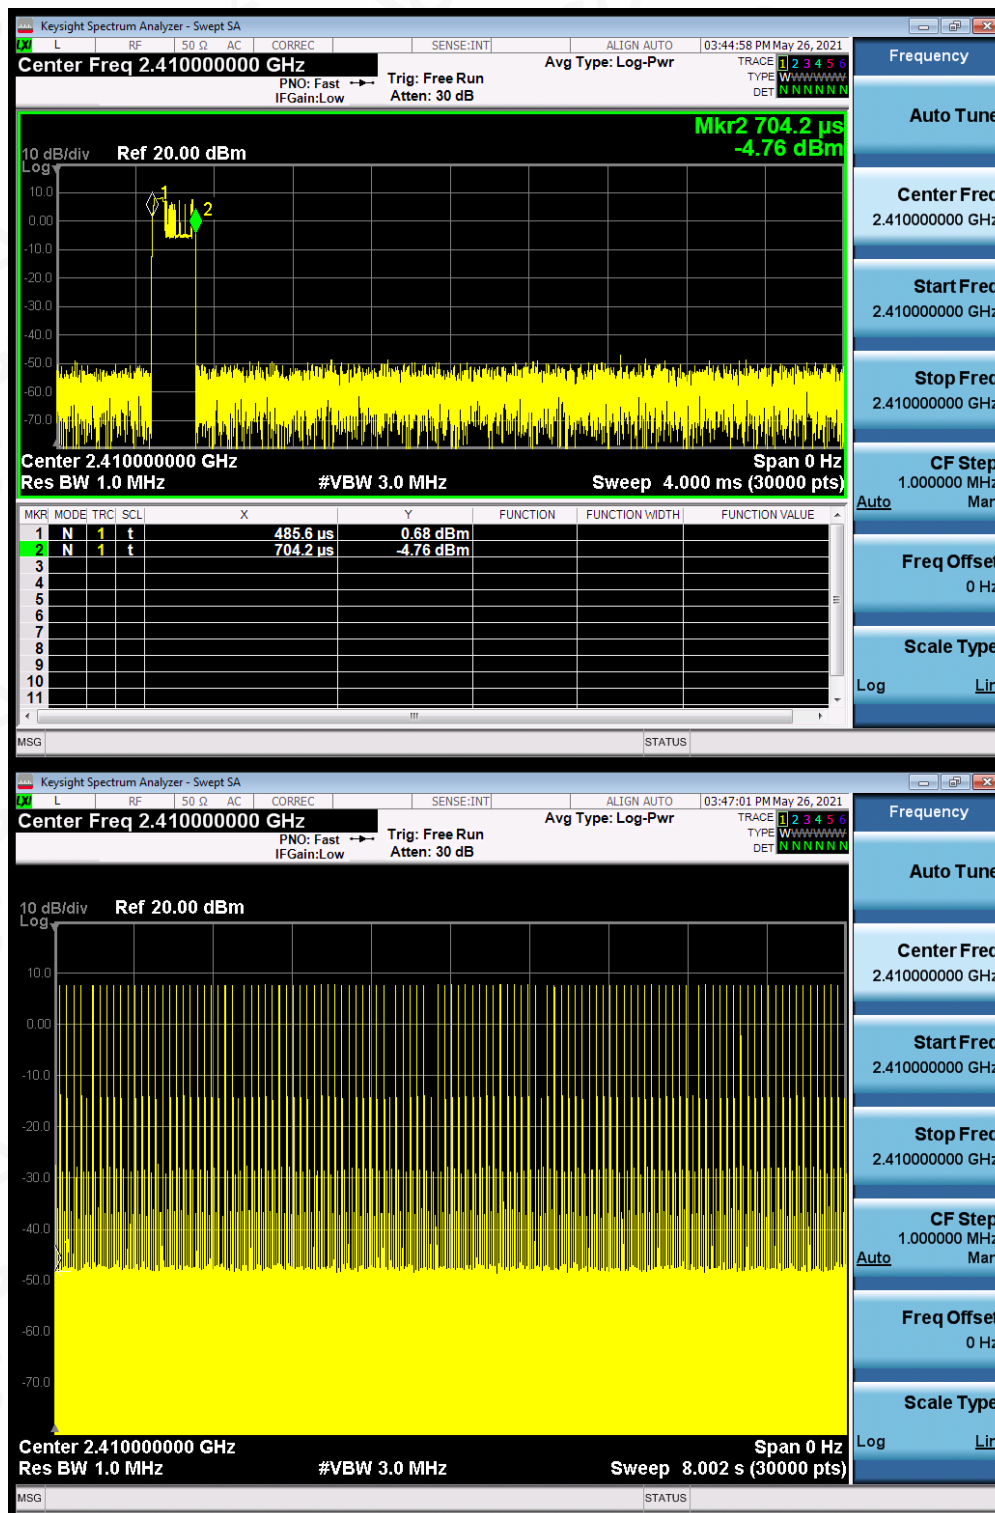 Keysight Spectrum Analyzer - Swept SA
LXI L RF 50 Ω AC CORREC SENSE:INT ALIGN AUTO 03:44:58 PM May 26, 2021
Center Freq 2.410000000 GHz
PNO: Fast
IFGain:Low
Trig: Free Run
Atten: 30 dB
Avg Type: Log-Pwr
TRACE 1 2 3 4 5 6
TYPE WWWWWW
DET N N N N N N
Mkr2 704.2 µs
-4.76 dBm
10 dB/div Ref 20.00 dBm
Log
10.0
0.00
-10.0
-20.0
-30.0
-40.0
-50.0
-60.0
-70.0
1
2
Center 2.410000000 GHz Span 0 Hz
Res BW 1.0 MHz #VBW 3.0 MHz Sweep 4.000 ms (30000 pts)
MKR MODE TRC SCL X Y FUNCTION FUNCTION WIDTH FUNCTION VALUE
1 N 1 t 485.6 µs 0.68 dBm
2 N 1 t 704.2 µs -4.76 dBm
3
4
5
6
7
8
9
10
11
MSG STATUS
Frequency
Auto Tune
Center Freq
2.410000000 GHz
Start Freq
2.410000000 GHz
Stop Freq
2.410000000 GHz
CF Step
1.000000 MHz
Auto Man
Freq Offset
0 Hz
Scale Type
Log Lin
Keysight Spectrum Analyzer - Swept SA
LXI L RF 50 Ω AC CORREC SENSE:INT ALIGN AUTO 03:47:01 PM May 26, 2021
Center Freq 2.410000000 GHz
PNO: Fast
IFGain:Low
Trig: Free Run
Atten: 30 dB
Avg Type: Log-Pwr
TRACE 1 2 3 4 5 6
TYPE WWWWWW
DET N N N N N N
10 dB/div Ref 20.00 dBm
Log
10.0
0.00
-10.0
-20.0
-30.0
-40.0
-50.0
-60.0
-70.0
Center 2.410000000 GHz Span 0 Hz
Res BW 1.0 MHz #VBW 3.0 MHz Sweep 8.002 s (30000 pts)
MSG STATUS
Frequency
Auto Tune
Center Freq
2.410000000 GHz
Start Freq
2.410000000 GHz
Stop Freq
2.410000000 GHz
CF Step
1.000000 MHz
Auto Man
Freq Offset
0 Hz
Scale Type
Log Lin